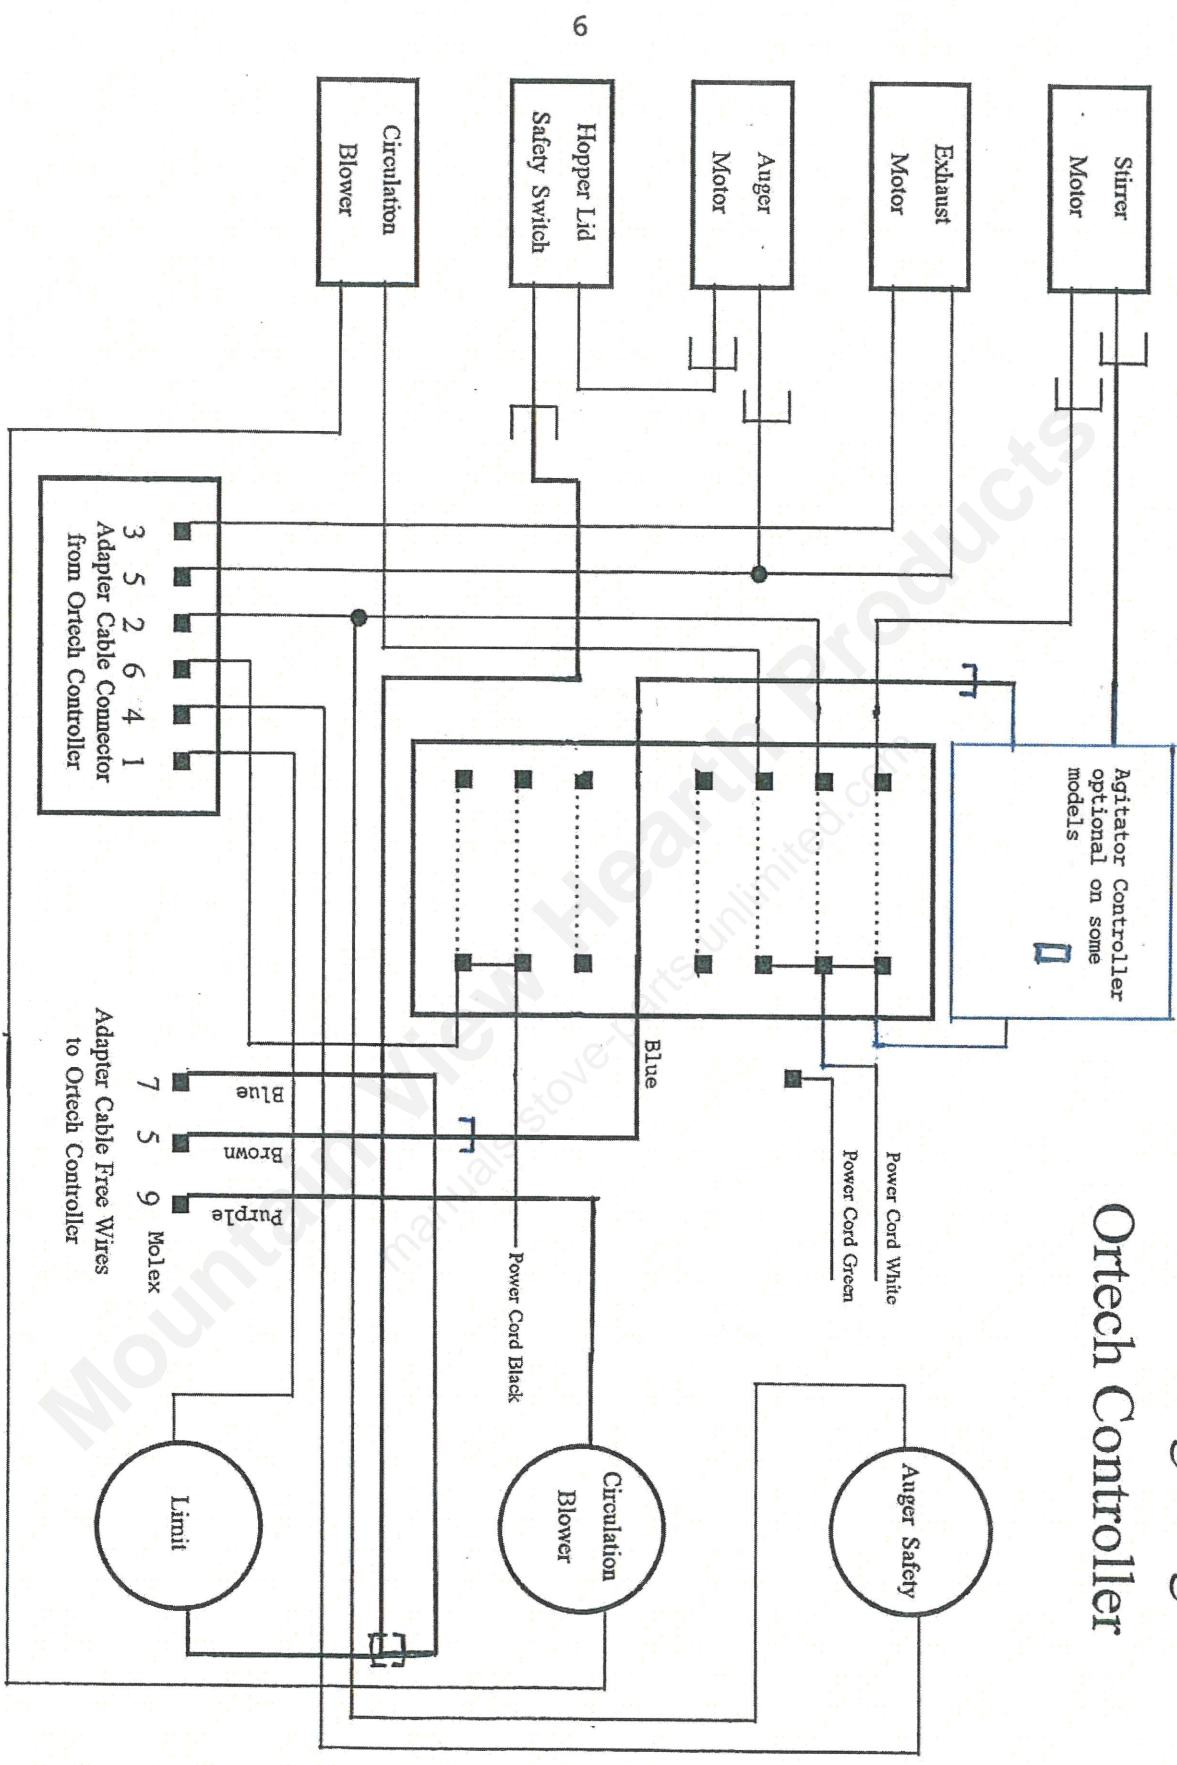 6
Ortech Controller
Stirrer
Motor
Exhaust
Motor
Auger
Motor
Hopper Lid
Safety Switch
Circulation
Blower
Agitator Controller
optional on some
models
3 5 2 6 4 1
Adapter Cable Connector
from Ortech Controller
Blue
Power Cord White
Power Cord Green
Power Cord Black
Blue
Brown
Purple
7 5 9 Molex
Adapter Cable Free Wires
to Ortech Controller
Auger Safety
Circulation
Blower
Limit
Mountain View Hearth Products
manuals.stove-parts-unlimited.com